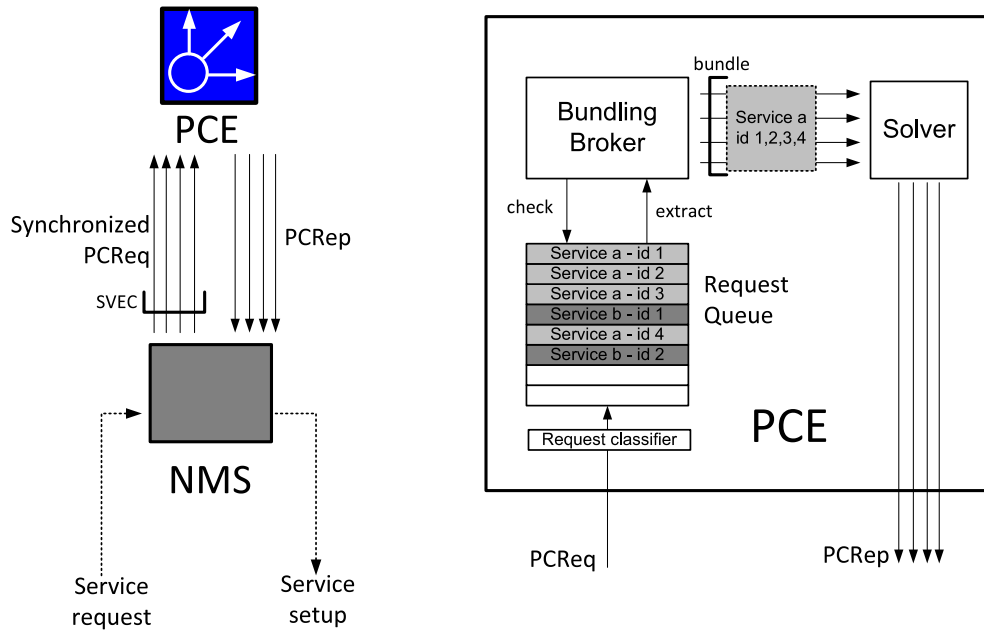 PCE
Synchronized
PCReq
PCRep
SVEC
NMS
Service
request
Service
setup
bundle
Bundling
Broker
Service a
id 1,2,3,4
Solver
check
extract
Service a - id 1
Service a - id 2
Service a - id 3
Service b - id 1
Service a - id 4
Service b - id 2
Request
Queue
Request classifier
PCE
PCReq
PCRep